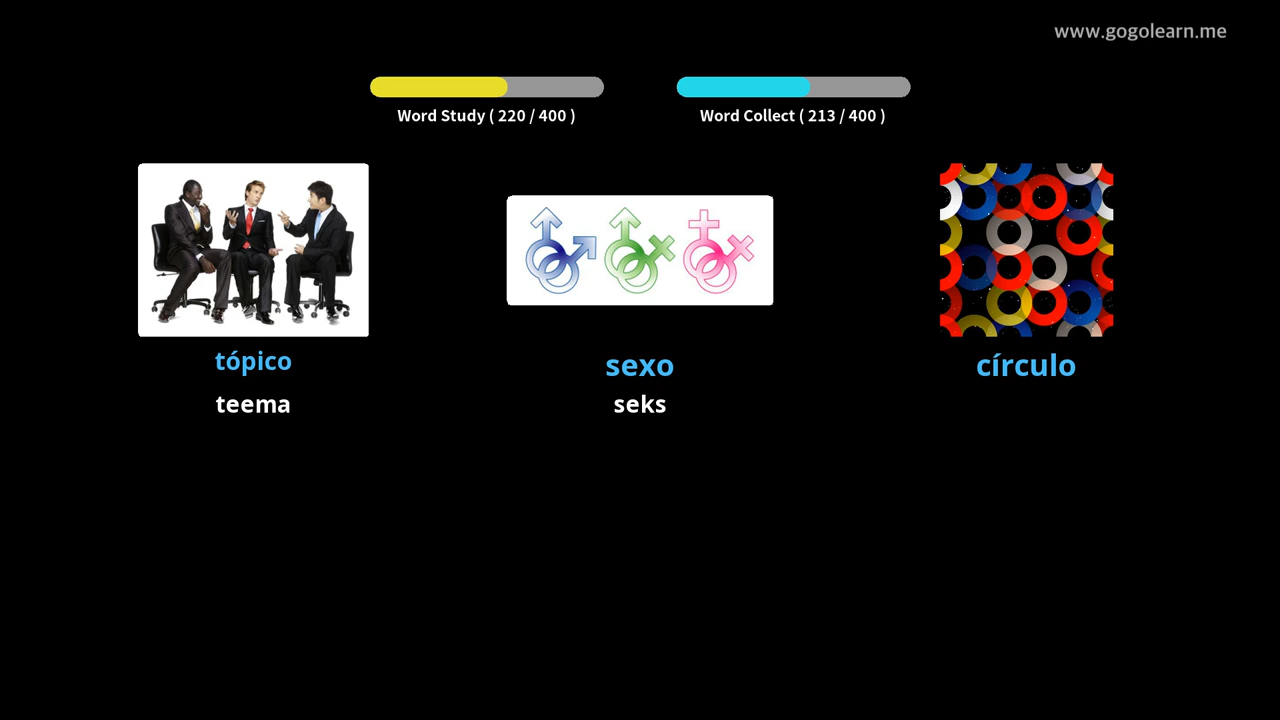 www.gogolearn.me
Word Study ( 220 / 400 )
Word Collect ( 213 / 400 )
tópico
sexo
círculo
teema
seks